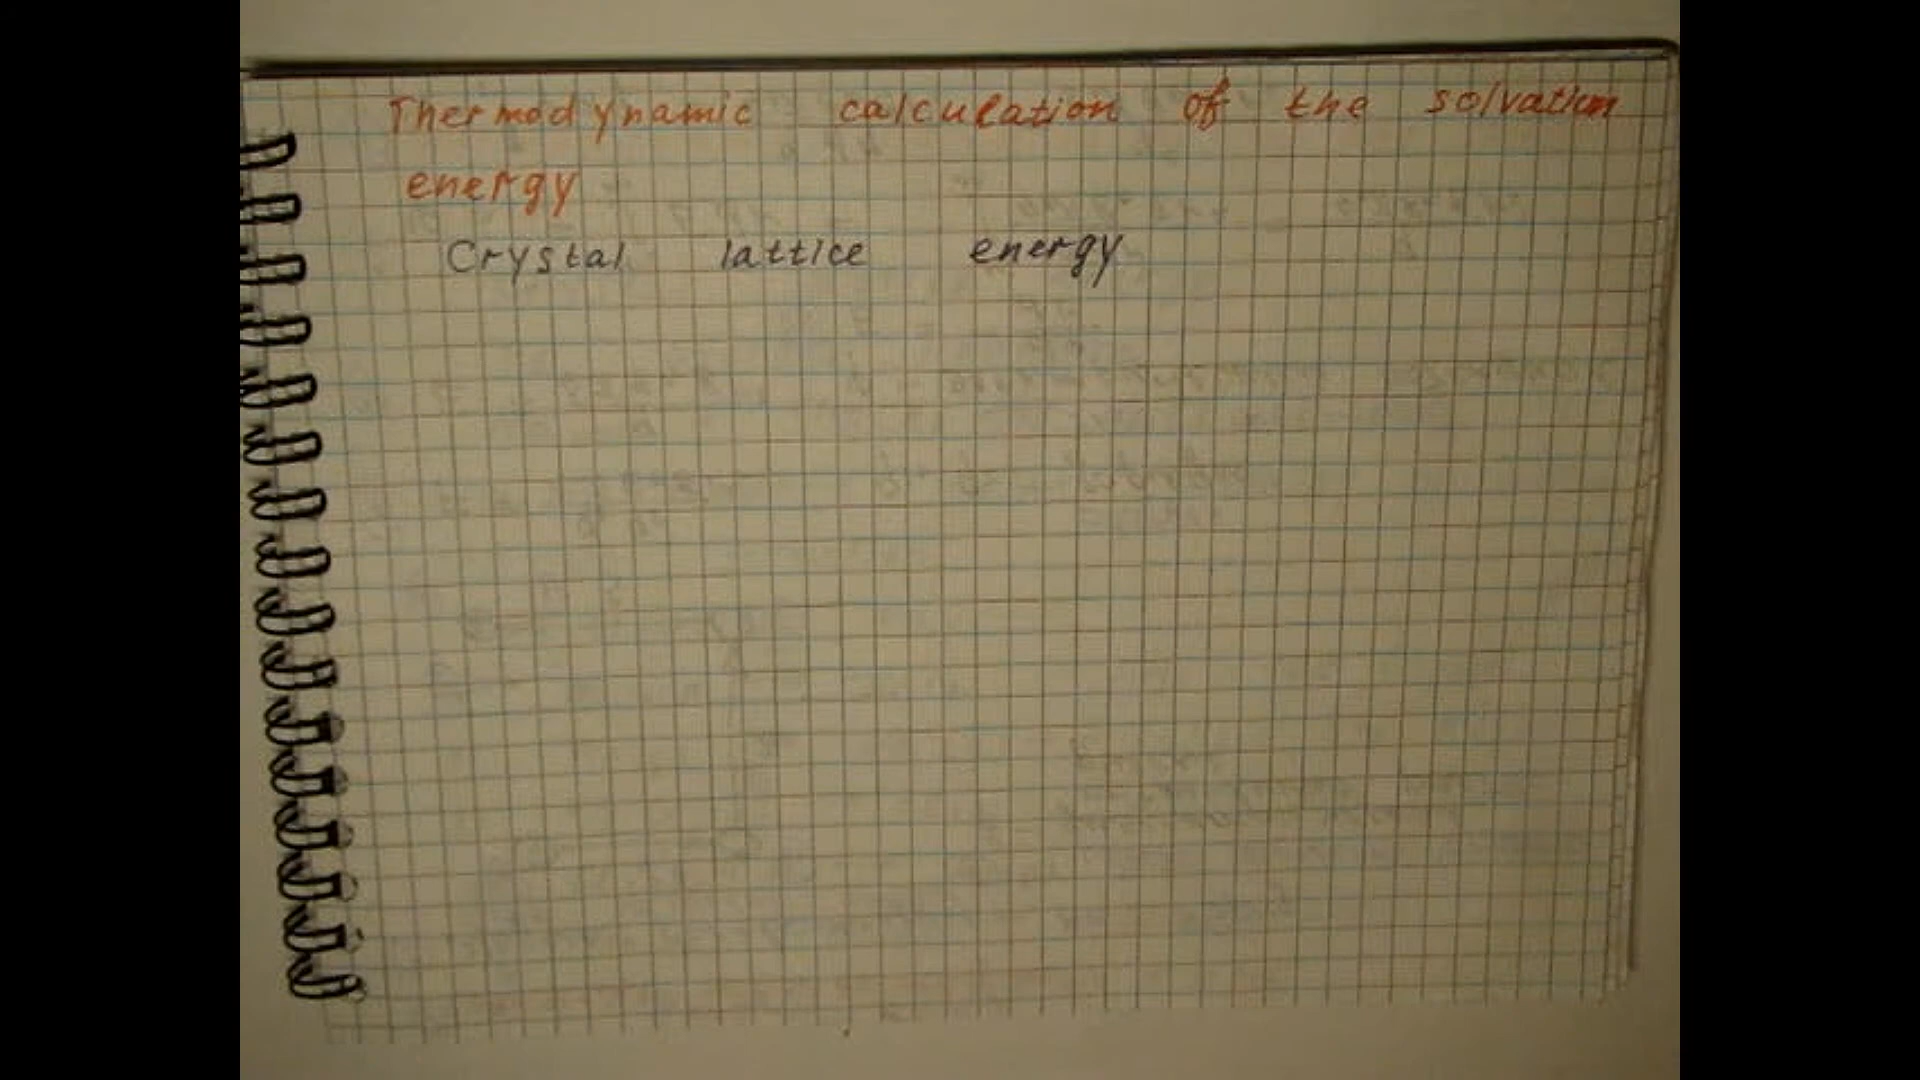 Thermodynamic calculation of the solvation
energy
Crystal lattice energy